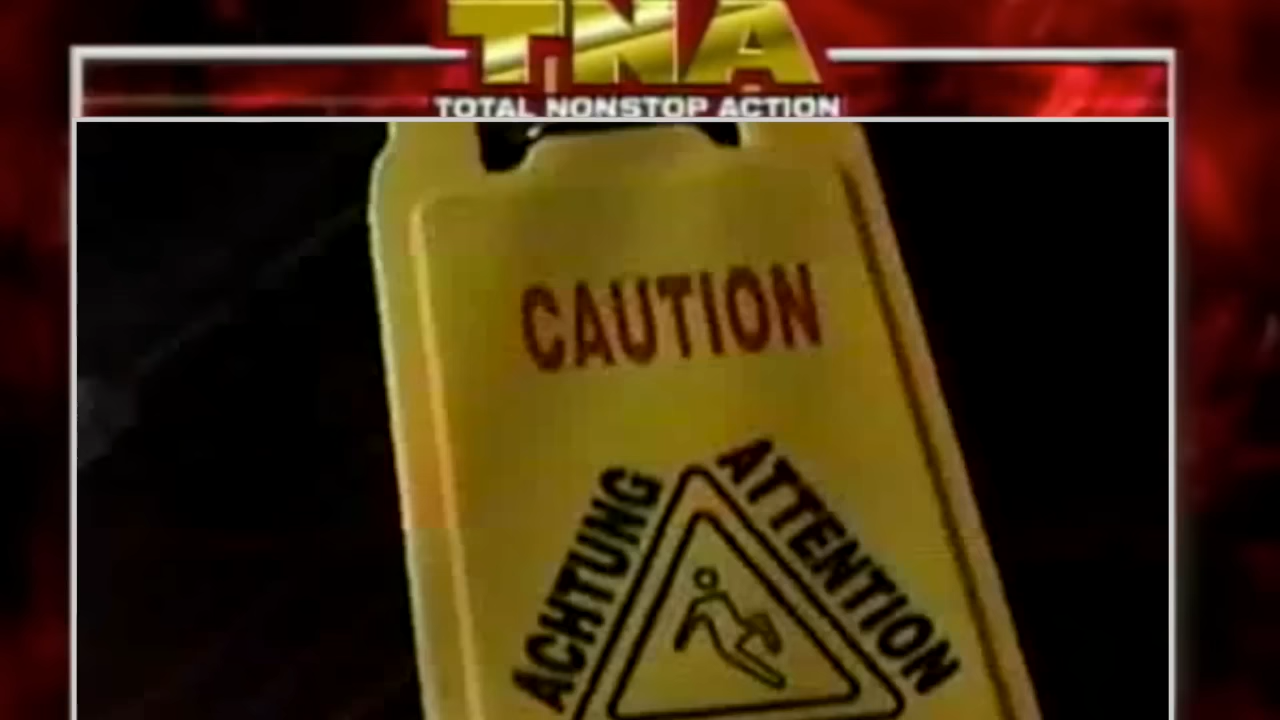 TNA
TOTAL NONSTOP ACTION
CAUTION
ACHTUNG
ATTENTION